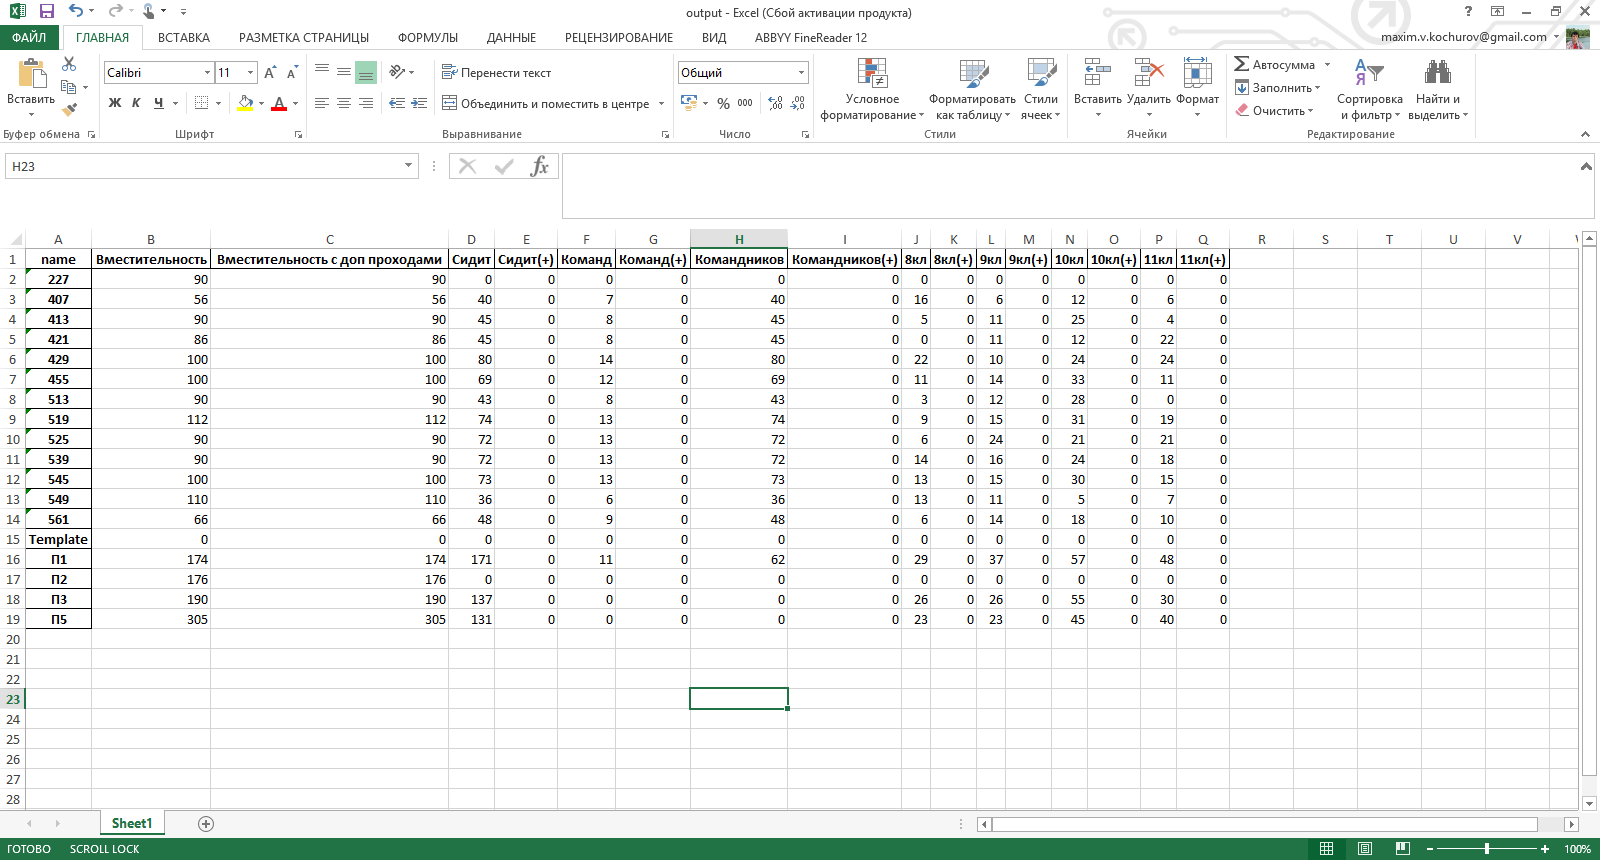 output - Excel (Сбой активации продукта)
ФАЙЛ ГЛАВНАЯ ВСТАВКА РАЗМЕТКА СТРАНИЦЫ ФОРМУЛЫ ДАННЫЕ РЕЦЕНЗИРОВАНИЕ ВИД ABBYY FineReader 12 maxim.v.kochurov@gmail.com
Вставить
Буфер обмена
Calibri 11
Ж К Ч
Шрифт
Перенести текст
Объединить и поместить в центре
Выравнивание
Общий
% 000
Число
Условное форматирование
Форматировать как таблицу
Стили ячеек
Стили
Вставить Удалить Формат
Ячейки
Автосумма
Заполнить
Очистить
Сортировка и фильтр
Найти и выделить
Редактирование
H23
fx
A B C D E F G H I J K L M N O P Q R S T U V
1 name Вместительность Вместительность с доп проходами Сидит Сидит(+) Команд Команд(+) Командников Командников(+) 8кл 8кл(+) 9кл 9кл(+) 10кл 10кл(+) 11кл 11кл(+)
2 227 90 90 0 0 0 0 0 0 0 0 0 0 0 0 0 0
3 407 56 56 40 0 7 0 40 0 16 0 6 0 12 0 6 0
4 413 90 90 45 0 8 0 45 0 5 0 11 0 25 0 4 0
5 421 86 86 45 0 8 0 45 0 0 0 11 0 12 0 22 0
6 429 100 100 80 0 14 0 80 0 22 0 10 0 24 0 24 0
7 455 100 100 69 0 12 0 69 0 11 0 14 0 33 0 11 0
8 513 90 90 43 0 8 0 43 0 3 0 12 0 28 0 0 0
9 519 112 112 74 0 13 0 74 0 9 0 15 0 31 0 19 0
10 525 90 90 72 0 13 0 72 0 6 0 24 0 21 0 21 0
11 539 90 90 72 0 13 0 72 0 14 0 16 0 24 0 18 0
12 545 100 100 73 0 13 0 73 0 13 0 15 0 30 0 15 0
13 549 110 110 36 0 6 0 36 0 13 0 11 0 5 0 7 0
14 561 66 66 48 0 9 0 48 0 6 0 14 0 18 0 10 0
15 Template 0 0 0 0 0 0 0 0 0 0 0 0 0 0 0 0
16 П1 174 174 171 0 11 0 62 0 29 0 37 0 57 0 48 0
17 П2 176 176 0 0 0 0 0 0 0 0 0 0 0 0 0 0
18 П3 190 190 137 0 0 0 0 0 26 0 26 0 55 0 30 0
19 П5 305 305 131 0 0 0 0 0 23 0 23 0 45 0 40 0
20
21
22
23
24
25
26
27
28
Sheet1
ГОТОВО SCROLL LOCK 100%